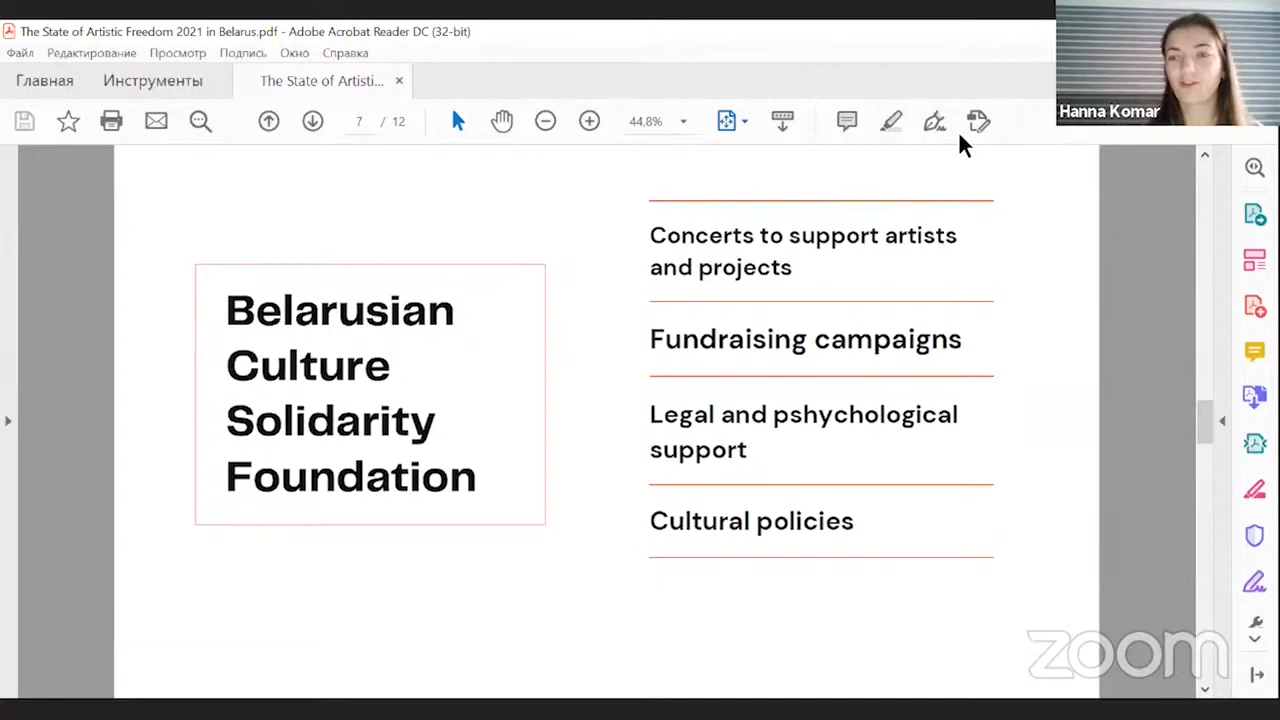 The State of Artistic Freedom 2021 in Belarus.pdf - Adobe Acrobat Reader DC (32-bit)
Файл Редактирование Просмотр Подпись Окно Справка
Главная Инструменты The State of Artisti... ×
7 / 12 44,8%
Hanna Komar
Belarusian
Culture
Solidarity
Foundation
Concerts to support artists
and projects
Fundraising campaigns
Legal and pshychological
support
Cultural policies
zoom